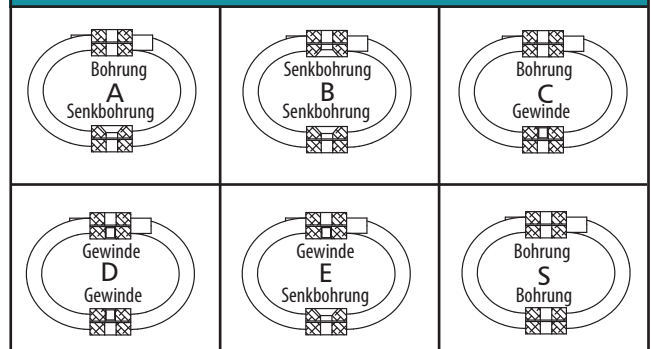 Bohrung
A
Senkbohrung
Senkbohrung
B
Senkbohrung
Bohrung
C
Gewinde
Gewinde
D
Gewinde
Gewinde
E
Senkbohrung
Bohrung
S
Bohrung